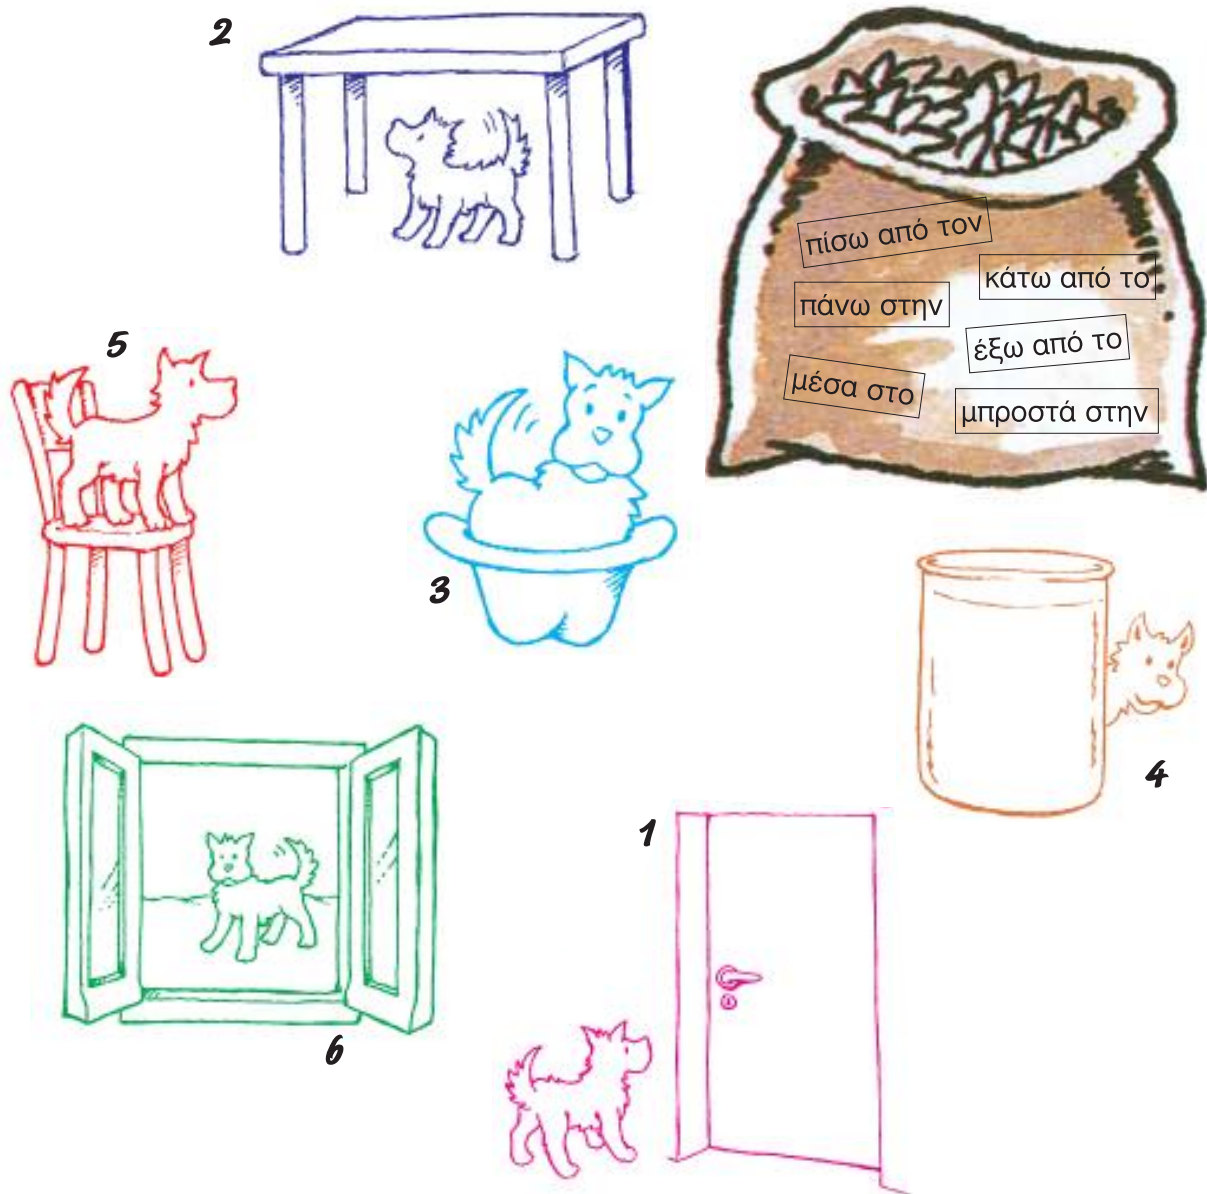 2
πίσω από τον
κάτω από το
πάνω στην
έξω από το
μέσα στο
μπροστά στην
5
3
4
1
6